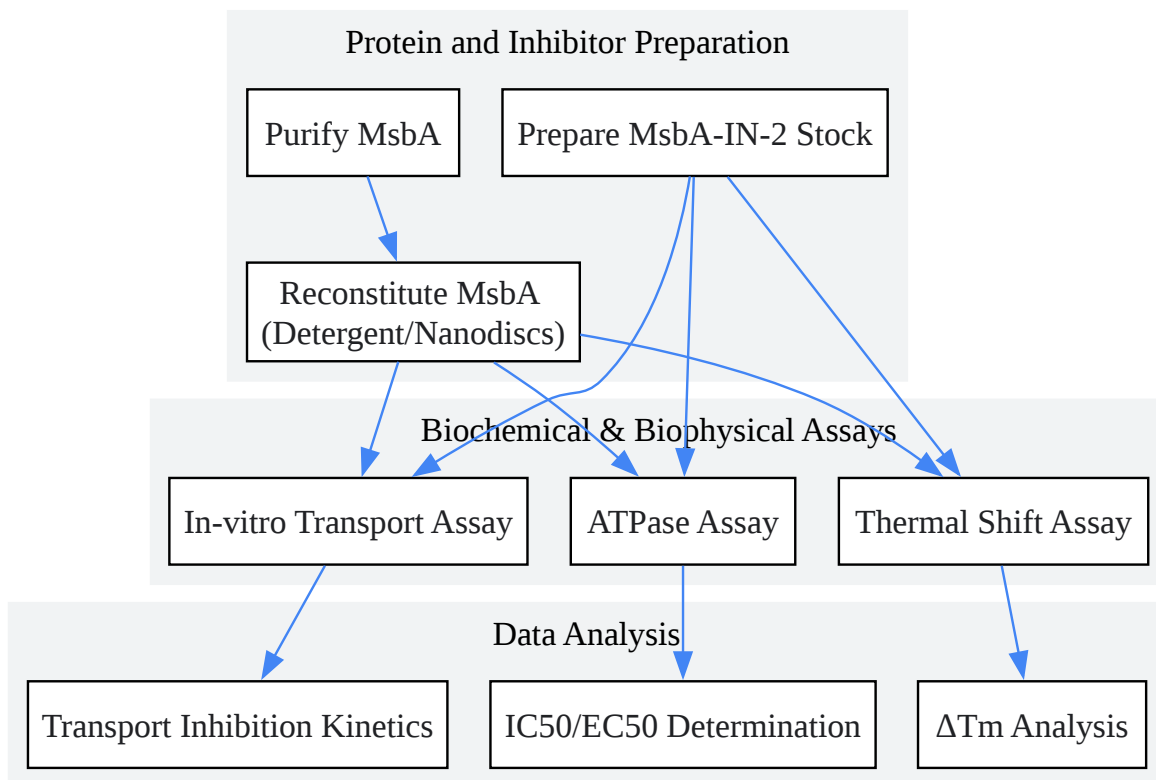 Protein and Inhibitor Preparation
Purify MsbA
Prepare MsbA-IN-2 Stock
Reconstitute MsbA
(Detergent/Nanodiscs)
Biochemical & Biophysical Assays
In-vitro Transport Assay
ATPase Assay
Thermal Shift Assay
Data Analysis
Transport Inhibition Kinetics
IC50/EC50 Determination
ΔTm Analysis